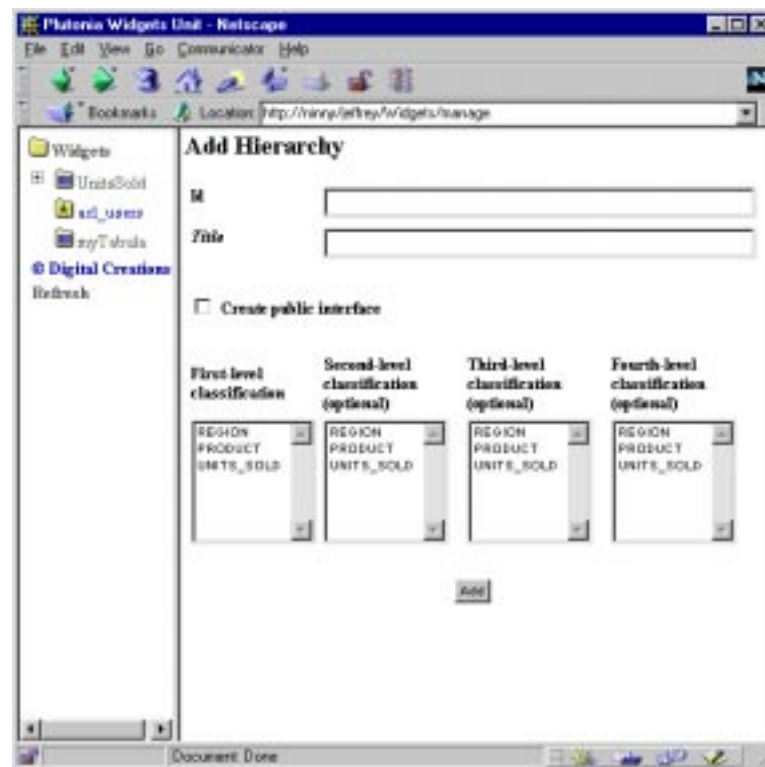 Plutonia Widgets Unit - Netscape
File Edit View Go Communicator Help
Bookmarks Location: http://ninny/jeffrey/Widgets/manage
Widgets
UnitsSold
url_users
myTabula
© Digital Creations
Refresh
Add Hierarchy
Id
Title
Create public interface
First-level classification
Second-level classification (optional)
Third-level classification (optional)
Fourth-level classification (optional)
REGION
PRODUCT
UNITS_SOLD
REGION
PRODUCT
UNITS_SOLD
REGION
PRODUCT
UNITS_SOLD
REGION
PRODUCT
UNITS_SOLD
Add
Document: Done